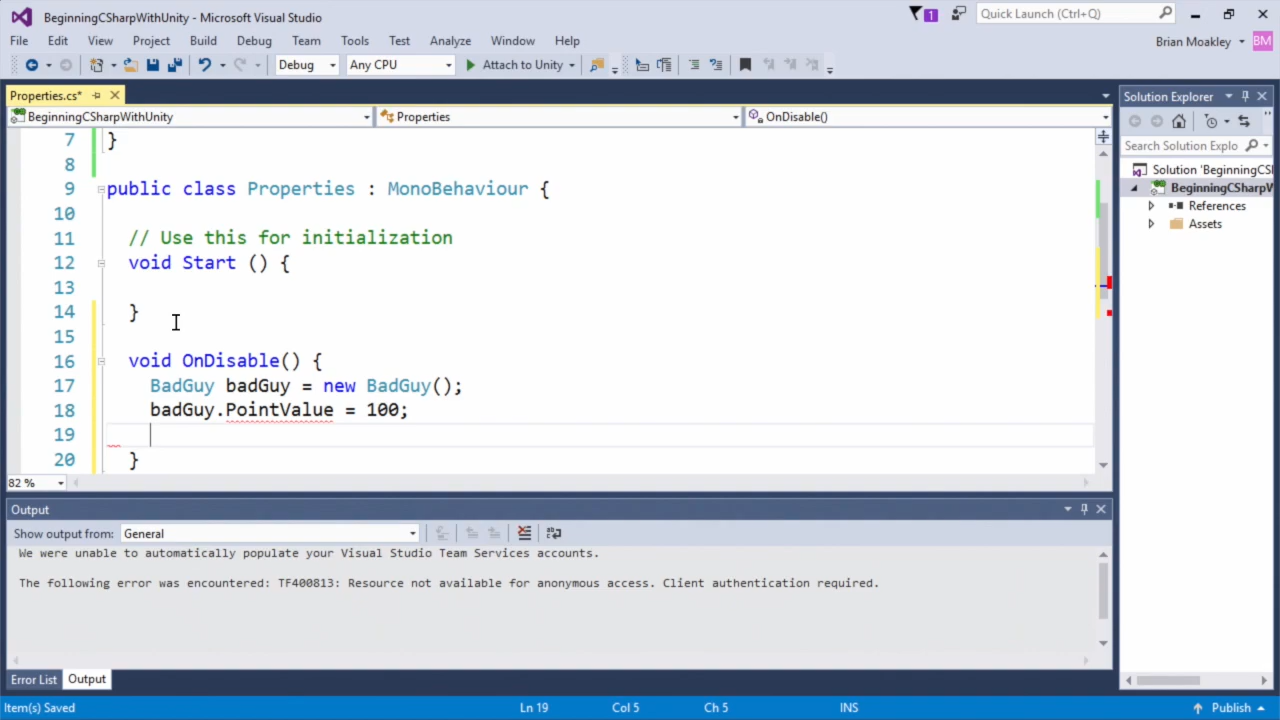 BeginningCSharpWithUnity - Microsoft Visual Studio
1
Quick Launch (Ctrl+Q)
File Edit View Project Build Debug Team Tools Test Analyze Window Help
Brian Moakley BM
Debug Any CPU Attach to Unity
Properties.cs*
Solution Explorer
BeginningCSharpWithUnity Properties OnDisable()
7 }
8
9 public class Properties : MonoBehaviour {
10
11 // Use this for initialization
12 void Start () {
13
14 }
15
16 void OnDisable() {
17 BadGuy badGuy = new BadGuy();
18 badGuy.PointValue = 100;
19
20 }
Search Solution Explo
Solution 'BeginningCSI
BeginningCSharpW
References
Assets
82 %
Output
Show output from: General
We were unable to automatically populate your Visual Studio Team Services accounts.
The following error was encountered: TF400813: Resource not available for anonymous access. Client authentication required.
Error List Output
Item(s) Saved Ln 19 Col 5 Ch 5 INS Publish